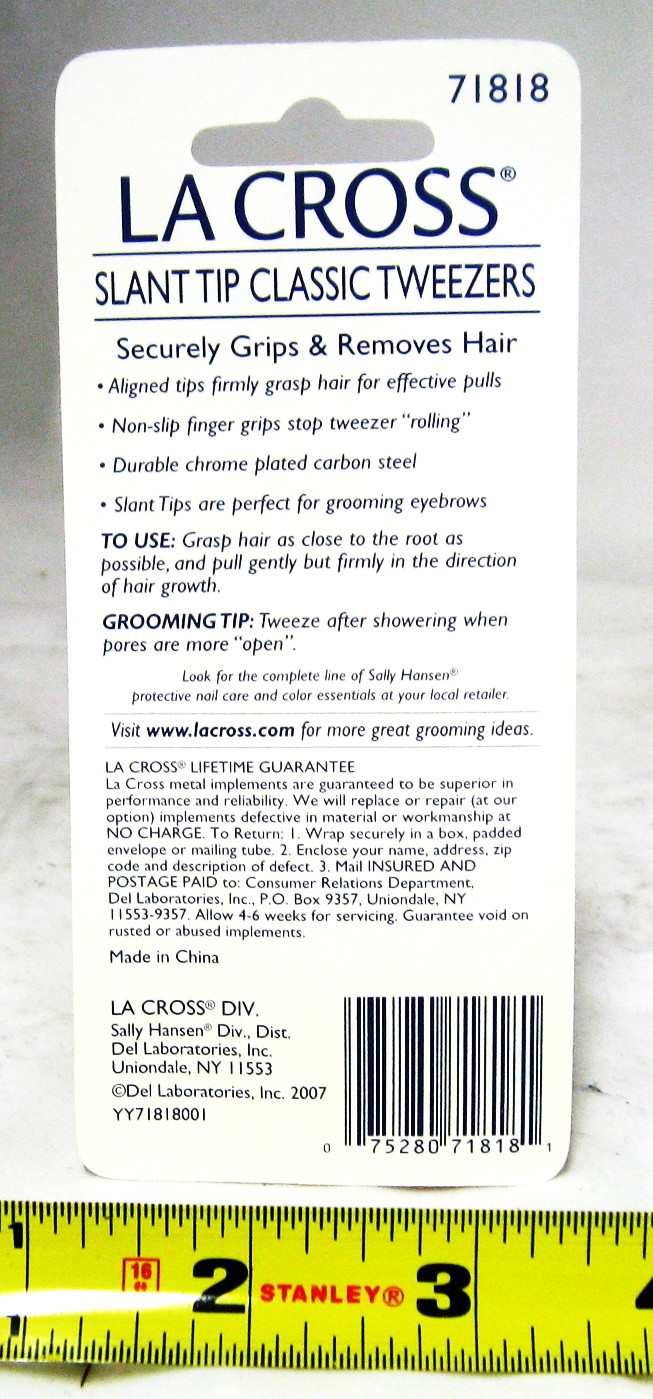 71818
LA CROSS®
SLANT TIP CLASSIC TWEEZERS
Securely Grips & Removes Hair
• Aligned tips firmly grasp hair for effective pulls
• Non-slip finger grips stop tweezer “rolling”
• Durable chrome plated carbon steel
• Slant Tips are perfect for grooming eyebrows
TO USE: Grasp hair as close to the root as
possible, and pull gently but firmly in the direction
of hair growth.
GROOMING TIP: Tweeze after showering when
pores are more “open”.
Look for the complete line of Sally Hansen®
protective nail care and color essentials at your local retailer.
Visit www.lacross.com for more great grooming ideas.
LA CROSS® LIFETIME GUARANTEE
La Cross metal implements are guaranteed to be superior in
performance and reliability. We will replace or repair (at our
option) implements defective in material or workmanship at
NO CHARGE. To Return: 1. Wrap securely in a box, padded
envelope or mailing tube. 2. Enclose your name, address, zip
code and description of defect. 3. Mail INSURED AND
POSTAGE PAID to: Consumer Relations Department,
Del Laboratories, Inc., P.O. Box 9357, Uniondale, NY
11553-9357. Allow 4-6 weeks for servicing. Guarantee void on
rusted or abused implements.
Made in China
LA CROSS® DIV.
Sally Hansen® Div., Dist.
Del Laboratories, Inc.
Uniondale, NY 11553
©Del Laboratories, Inc. 2007
YY71818001
0 75280 71818 1
1 16 2 STANLEY® 3 4